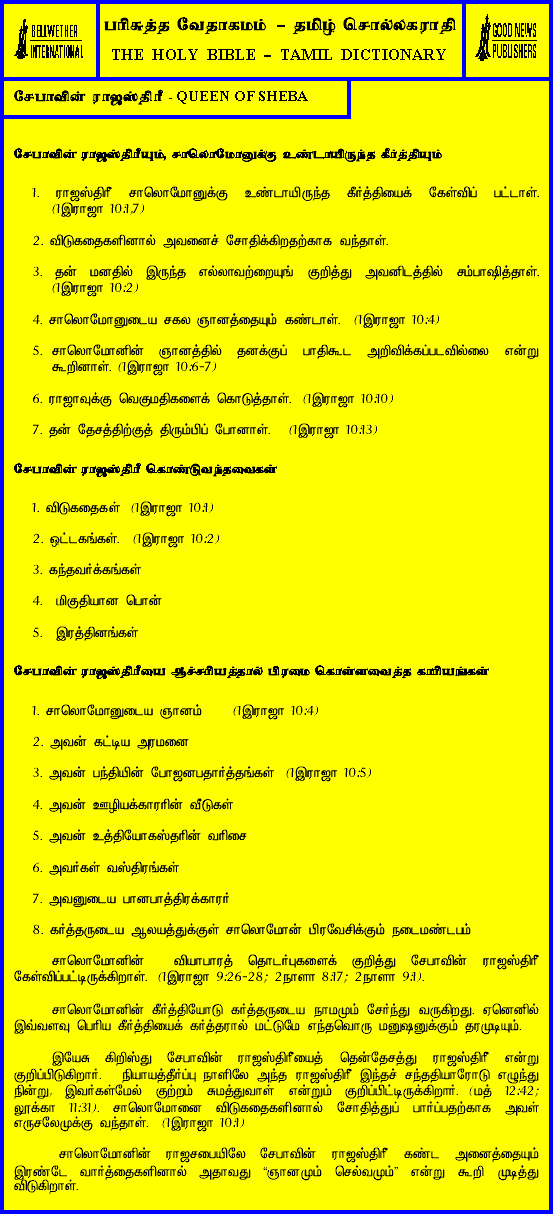 BELLWETHER
INTERNATIONAL
பரிசுத்த வேதாகமம் – தமிழ் சொல்லகராதி
THE HOLY BIBLE – TAMIL DICTIONARY
GOOD NEWS
PUBLISHERS
சேபாவின் ராஜஸ்திரீ - QUEEN OF SHEBA
சேபாவின் ராஜஸ்திரீயும், சாலொமோனுக்கு உண்டாயிருந்த கீர்த்தியும்
1. ராஜஸ்திரீ சாலொமோனுக்கு உண்டாயிருந்த கீர்த்தியைக் கேள்விப் பட்டாள்.
(1இராஜா 10:1,7)
2. விடுகதைகளினால் அவனைச் சோதிக்கிறதற்காக வந்தாள்.
3. தன் மனதில் இருந்த எல்லாவற்றையுங் குறித்து அவனிடத்தில் சம்பாஷித்தாள்.
(1இராஜா 10:2)
4. சாலொமோனுடைய சகல ஞானத்தையும் கண்டாள். (1இராஜா 10:4)
5. சாலொமோனின் ஞானத்தில் தனக்குப் பாதிகூட அறிவிக்கப்படவில்லை என்று
கூறினாள். (1இராஜா 10:6-7)
6. ராஜாவுக்கு வெகுமதிகளைக் கொடுத்தாள். (1இராஜா 10:10)
7. தன் தேசத்திற்குத் திரும்பிப் போனாள். (1இராஜா 10:13)
சேபாவின் ராஜஸ்திரீ கொண்டுவந்தவைகள்
1. விடுகதைகள் (1இராஜா 10:1)
2. ஒட்டகங்கள். (1இராஜா 10:2)
3. கந்தவர்க்கங்கள்
4. மிகுதியான பொன்
5. இரத்தினங்கள்
சேபாவின் ராஜஸ்திரீயை ஆச்சரியத்தால் பிரமை கொள்ளவைத்த காரியங்கள்
1. சாலொமோனுடைய ஞானம் (1இராஜா 10:4)
2. அவன் கட்டிய அரமனை
3. அவன் பந்தியின் போஜனபதார்த்தங்கள் (1இராஜா 10:5)
4. அவன் ஊழியக்காரரின் வீடுகள்
5. அவன் உத்தியோகஸ்தரின் வரிசை
6. அவர்கள் வஸ்திரங்கள்
7. அவனுடைய பானபாத்திரக்காரர்
8. கர்த்தருடைய ஆலயத்துக்குள் சாலொமோன் பிரவேசிக்கும் நடைமண்டபம்
சாலொமோனின் வியாபாரத் தொடர்புகளைக் குறித்து சேபாவின் ராஜஸ்திரீ
கேள்விப்பட்டிருக்கிறாள். (1இராஜா 9:26-28; 2நாளா 8:17; 2நாளா 9:1).
சாலொமோனின் கீர்த்தியோடு கர்த்தருடைய நாமமும் சேர்ந்து வருகிறது. ஏனெனில்
இவ்வளவு பெரிய கீர்த்தியைக் கர்த்தரால் மட்டுமே எந்தவொரு மனுஷனுக்கும் தரமுடியும்.
இயேசு கிறிஸ்து சேபாவின் ராஜஸ்திரீயைத் தென்தேசத்து ராஜஸ்திரீ என்று
குறிப்பிடுகிறார். நியாயத்தீர்ப்பு நாளிலே அந்த ராஜஸ்திரீ இந்தச் சந்ததியாரோடு எழுந்து
நின்று, இவர்கள்மேல் குற்றம் சுமத்துவாள் என்றும் குறிப்பிட்டிருக்கிறார். (மத் 12:42;
லூக்கா 11:31). சாலொமோனை விடுகதைகளினால் சோதித்துப் பார்ப்பதற்காக அவள்
எருசலேமுக்கு வந்தாள். (1இராஜா 10:1)
சாலொமோனின் ராஜசபையிலே சேபாவின் ராஜஸ்திரீ கண்ட அனைத்தையும்
இரண்டே வார்த்தைகளினால் அதாவது “ஞானமும் செல்வமும்” என்று கூறி முடித்து
விடுகிறாள்.